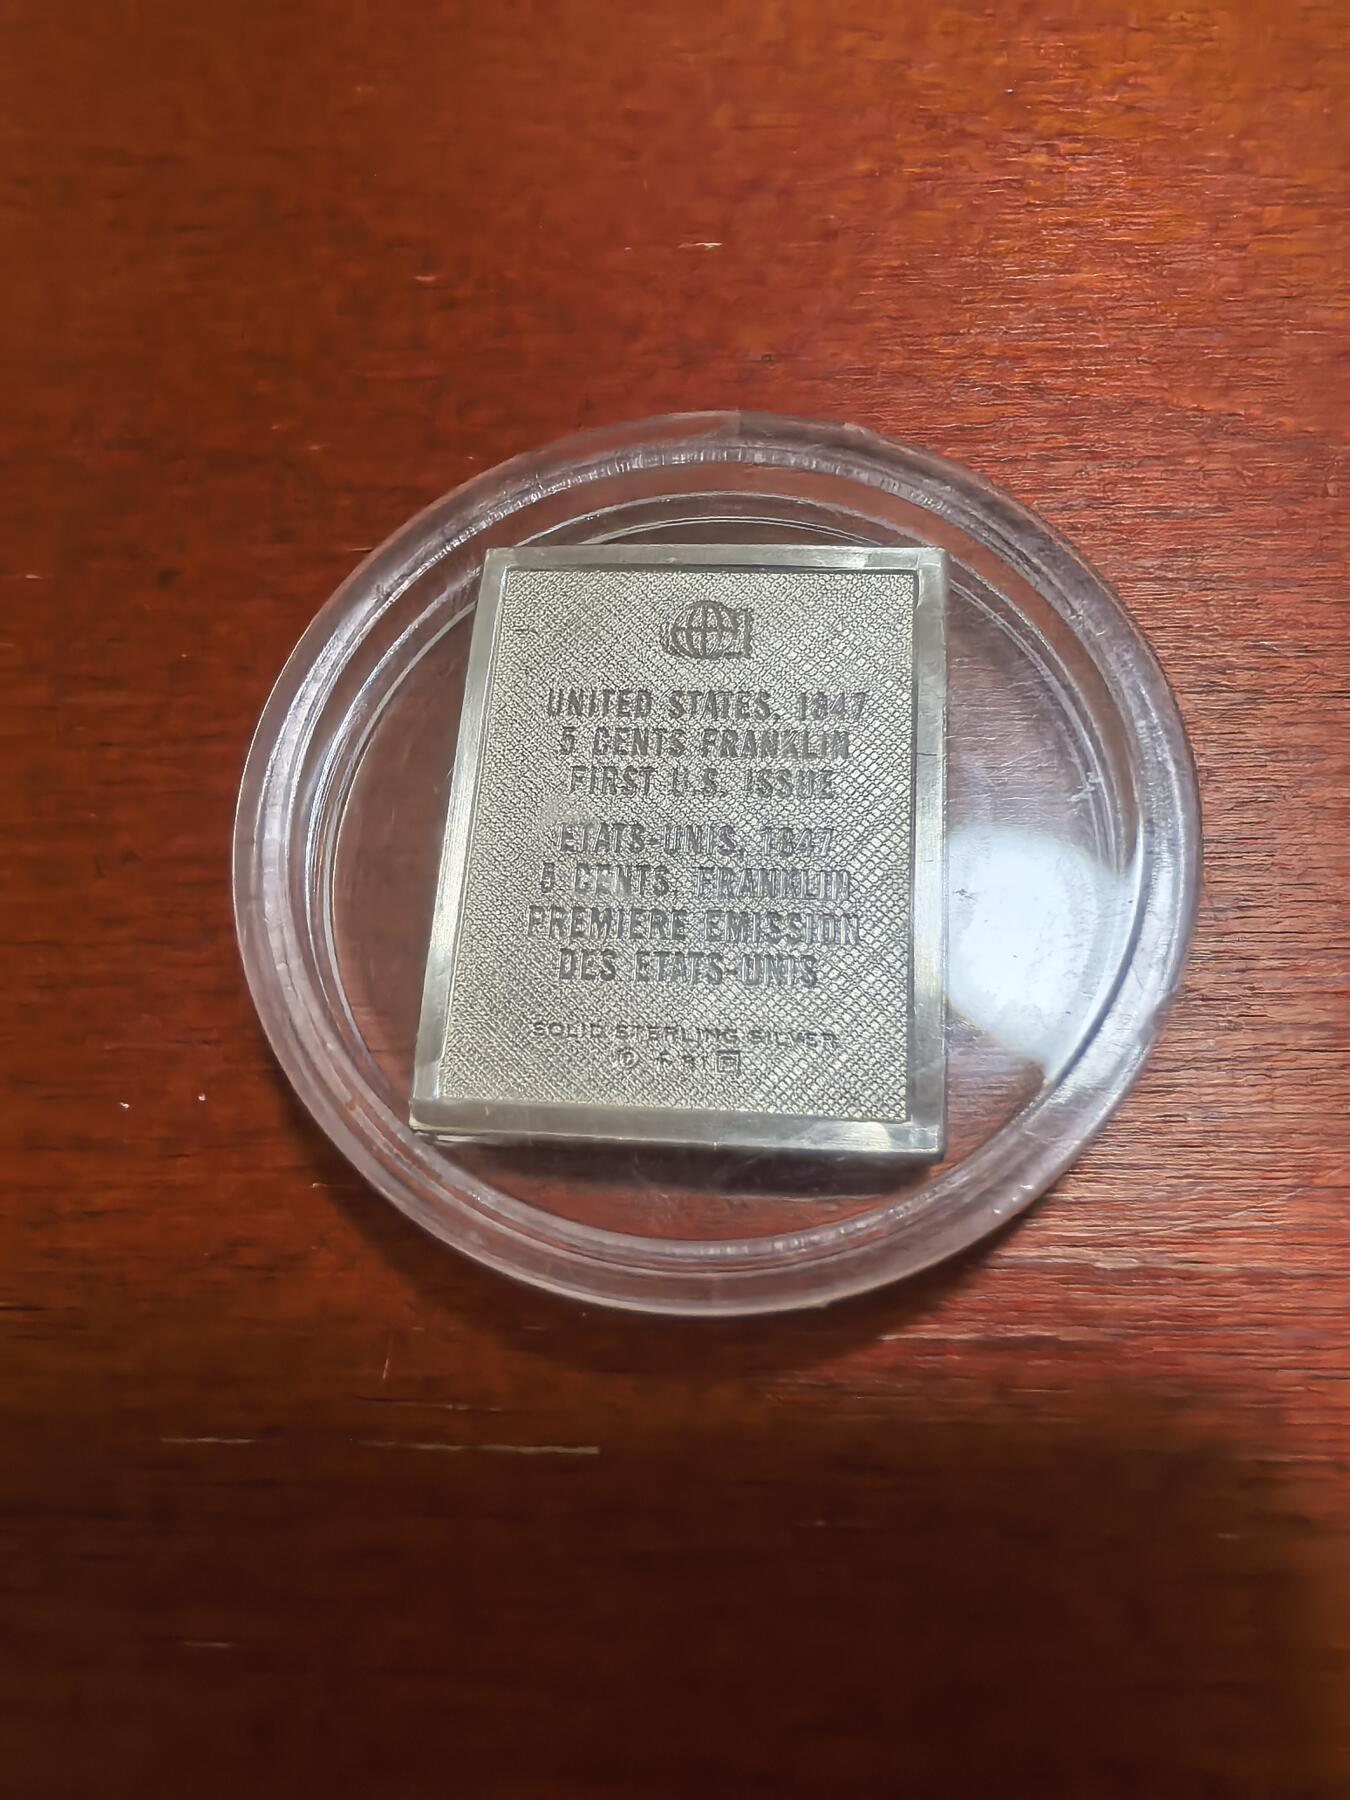 UNITED STATES, 1847
5 CENTS FRANKLIN
FIRST U.S. ISSUE
ETATS-UNIS, 1847
5 CENTS, FRANKLIN
PREMIERE EMISSION
DES ETATS-UNIS
SOLID STERLING SILVER